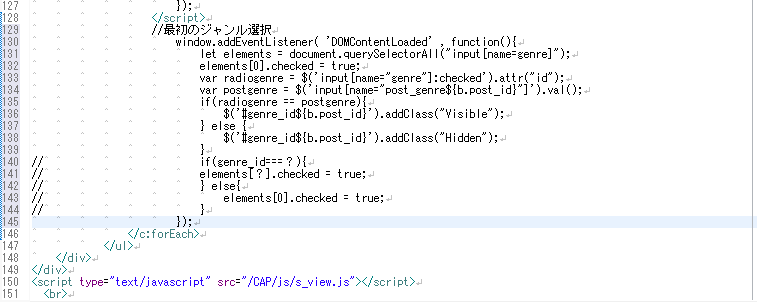 127 });
128 </script>
129 //最初のジャンル選択
130 window.addEventListener( 'DOMContentLoaded' , function(){
131 let elements = document.querySelectorAll("input[name=genre]");
132 elements[0].checked = true;
133 var radiogenre = $('input[name="genre"]:checked').attr("id");
134 var postgenre = $('input[name="post_genre${b.post_id}"]').val();
135 if(radiogenre == postgenre){
136 $('#genre_id${b.post_id}').addClass("Visible");
137 } else {
138 $('#genre_id${b.post_id}').addClass("Hidden");
139 }
140 // if(genre_id===？){
141 // elements[？].checked = true;
142 // } else{
143 // elements[0].checked = true;
144 // }
145 });
146 </c:forEach>
147 </ul>
148 </div>
149 </div>
150 <script type="text/javascript" src="/CAP/js/s_view.js"></script>
151 <br>